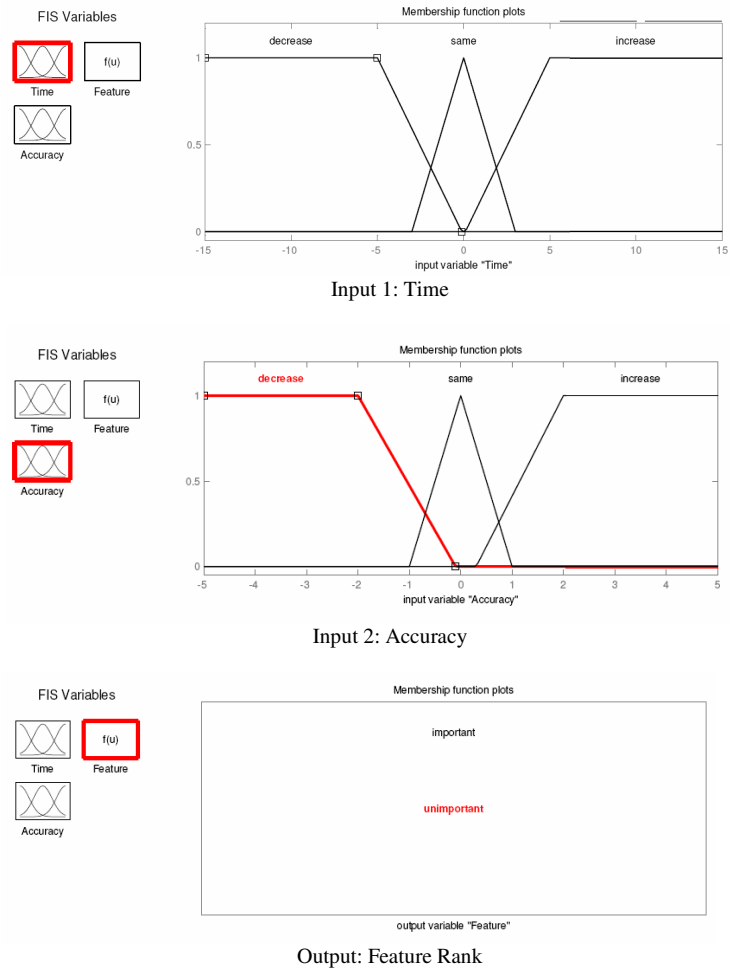 FIS Variables
Membership function plots
decrease
same
increase
f(u)
Time
Feature
Accuracy
1
0.5
0
-15
-10
-5
0
5
10
15
input variable "Time"
Input 1: Time
FIS Variables
Membership function plots
decrease
same
increase
f(u)
Time
Feature
Accuracy
1
0.5
0
-5
-4
-3
-2
-1
0
1
2
3
4
5
input variable "Accuracy"
Input 2: Accuracy
FIS Variables
Membership function plots
f(u)
Time
Feature
Accuracy
important
unimportant
output variable "Feature"
Output: Feature Rank